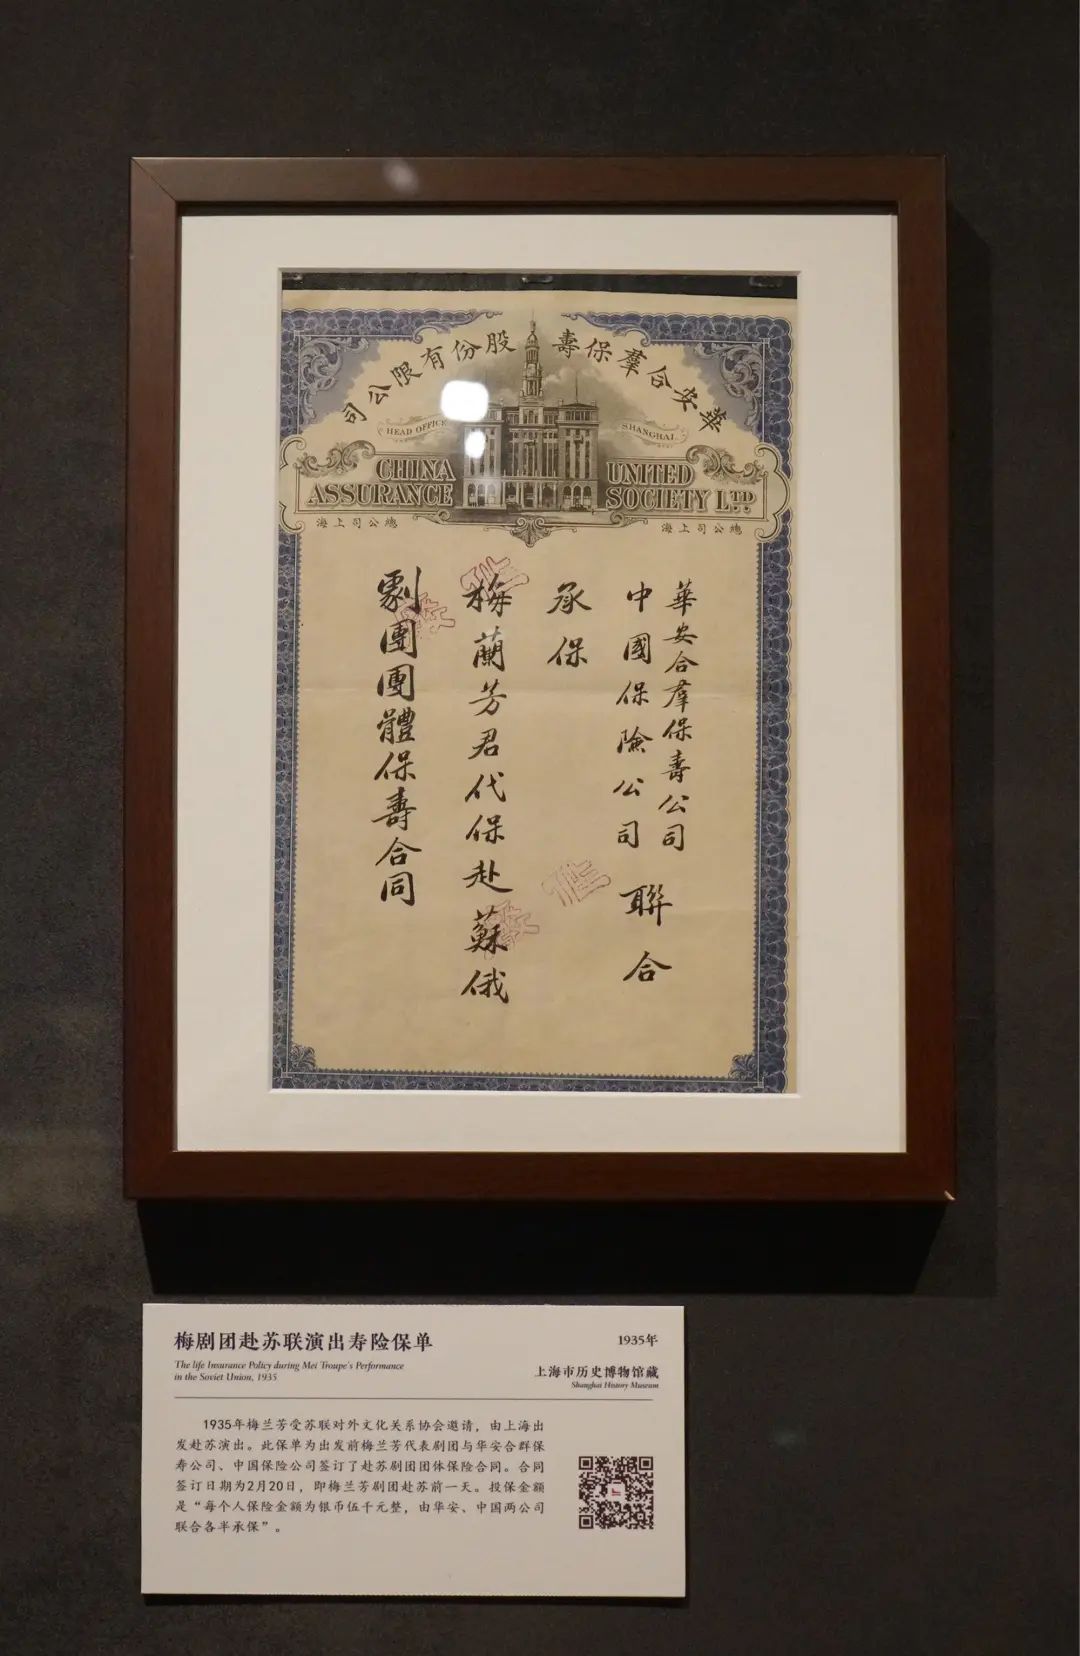 華安合羣保壽股份有限公司
HEAD OFFICE
SHANGHAI
CHINA UNITED
ASSURANCE SOCIETY LTD.
總公司上海
總公司上海
華安合羣保壽公司
中國保險公司
聯合
承保
梅蘭芳君代保赴蘇俄
劇團團體保壽合同
梅剧团赴苏联演出寿险保单
1935年
The life Insurance Policy during Mei Troupe's Performance
in the Soviet Union, 1935
上海市历史博物馆藏
Shanghai History Museum
1935年梅兰芳受苏联对外文化关系协会邀请，由上海出
发赴苏演出。此保单为出发前梅兰芳代表剧团与华安合群保
寿公司、中国保险公司签订了赴苏剧团团体保险合同。合同
签订日期为2月20日，即梅兰芳剧团赴苏前一天。投保金额
是“每个人保险金额为银币伍千元整，由华安、中国两公司
联合各半承保”。